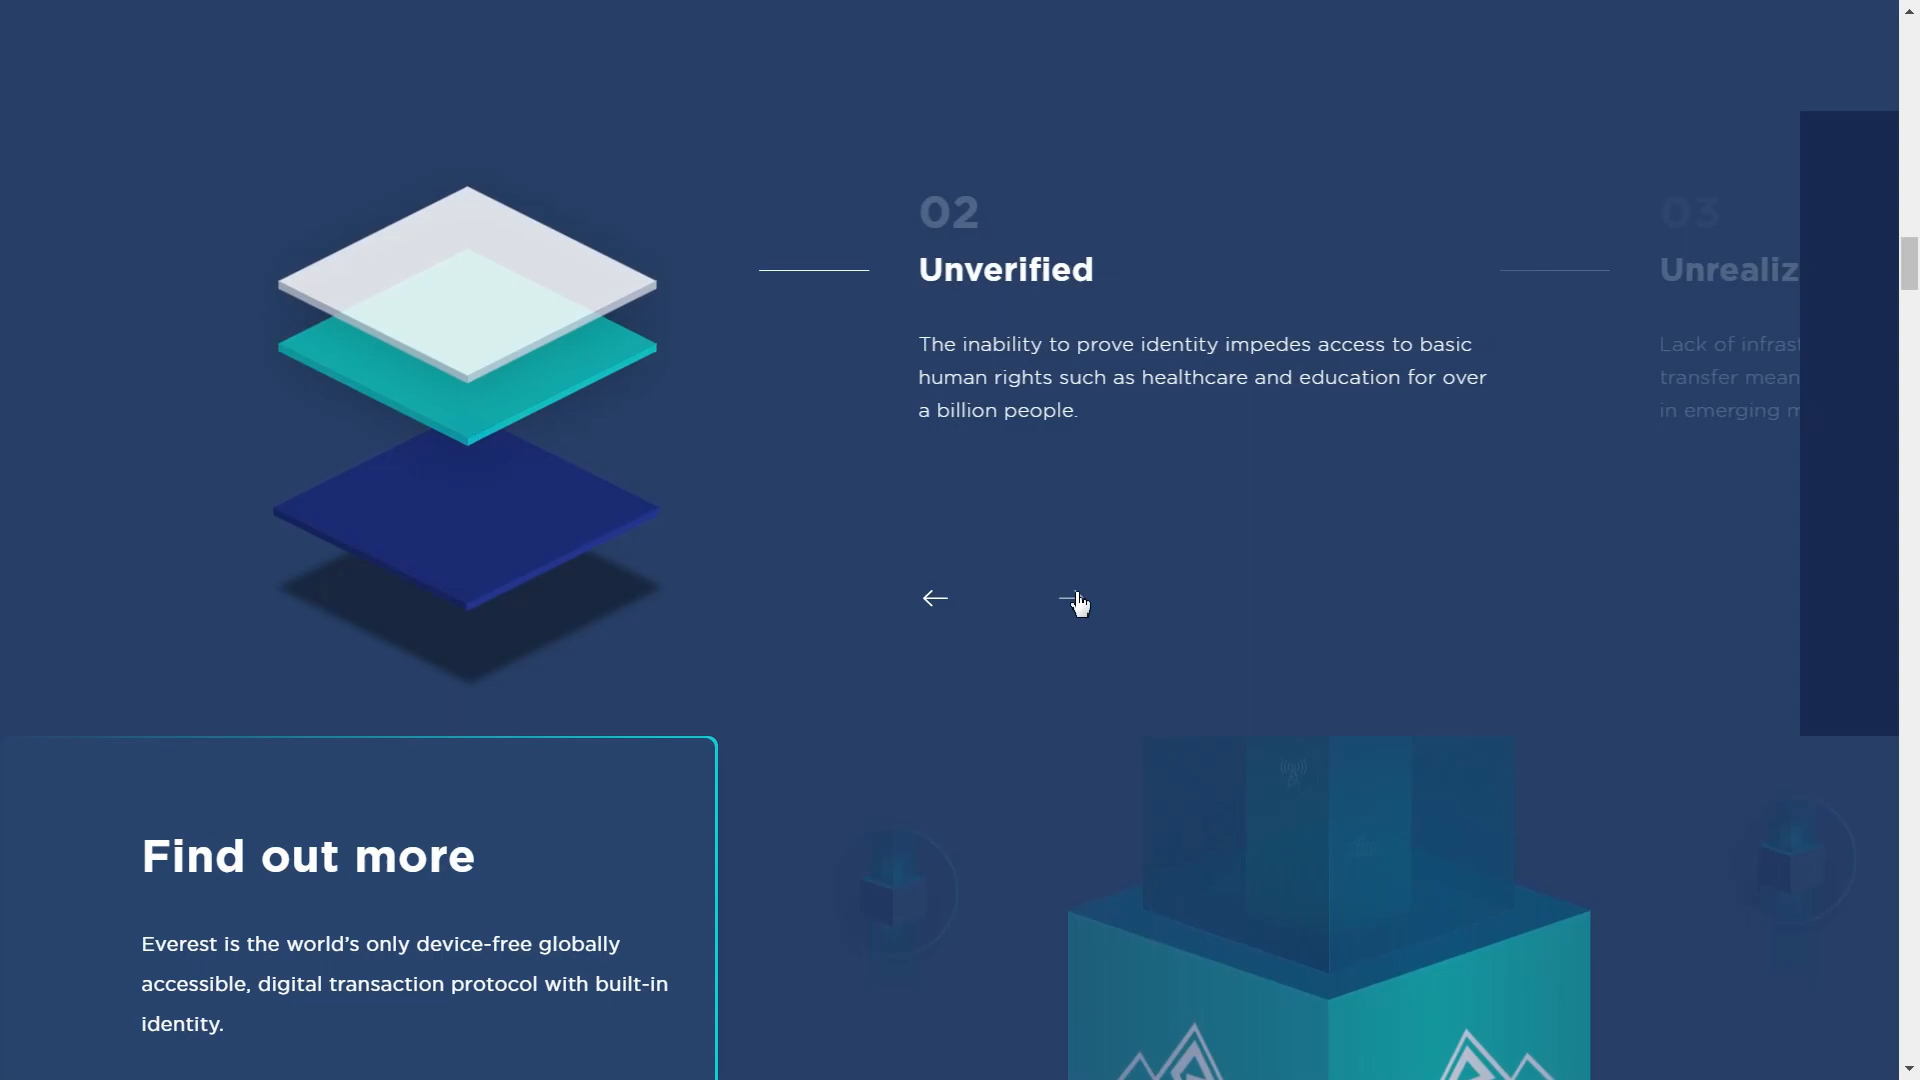 02
Unverified
The inability to prove identity impedes access to basic
human rights such as healthcare and education for over
a billion people.
03
Unrealiz
Lack of infrast
transfer mean
in emerging m
Find out more
Everest is the world’s only device-free globally
accessible, digital transaction protocol with built-in
identity.